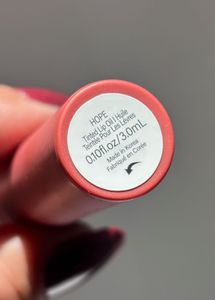 HOPE
Tinted Lip Oil / Huile
Teintée Pour Les Lèvres
0.10fl.oz/3.0mL
Made in Korea
Fabriqué en Corée